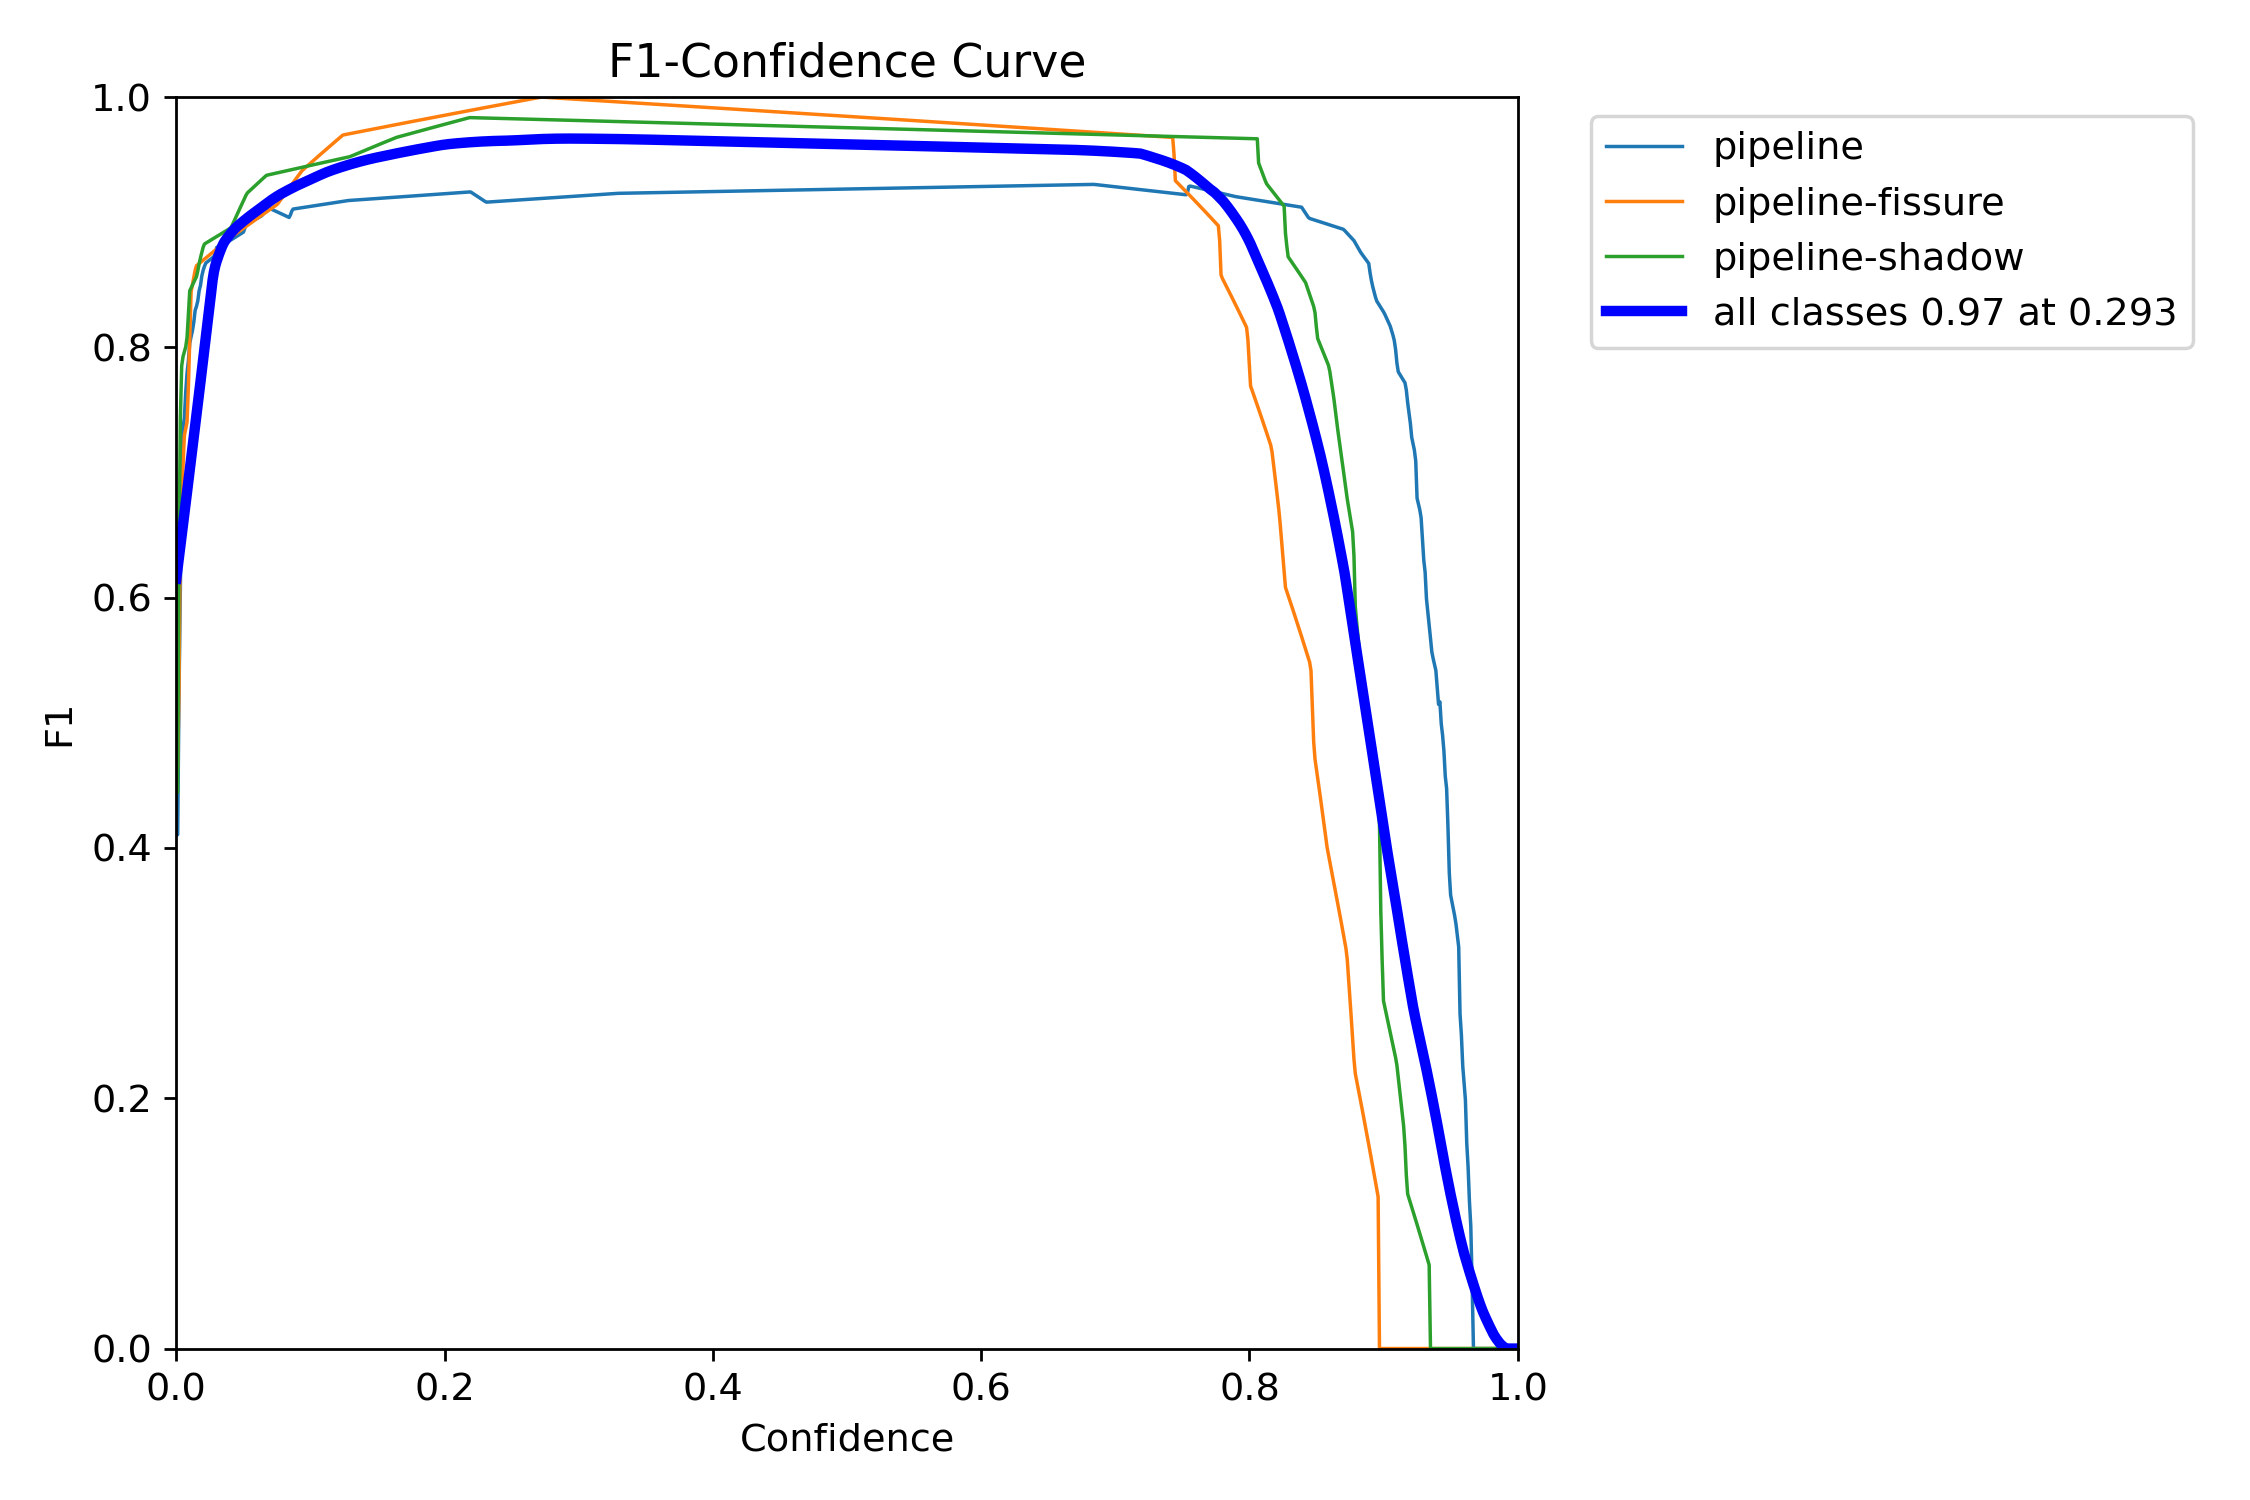 F1-Confidence Curve
1.0
0.8
0.6
0.4
0.2
0.0
F1
0.0 0.2 0.4 0.6 0.8 1.0
Confidence
pipeline
pipeline-fissure
pipeline-shadow
all classes 0.97 at 0.293